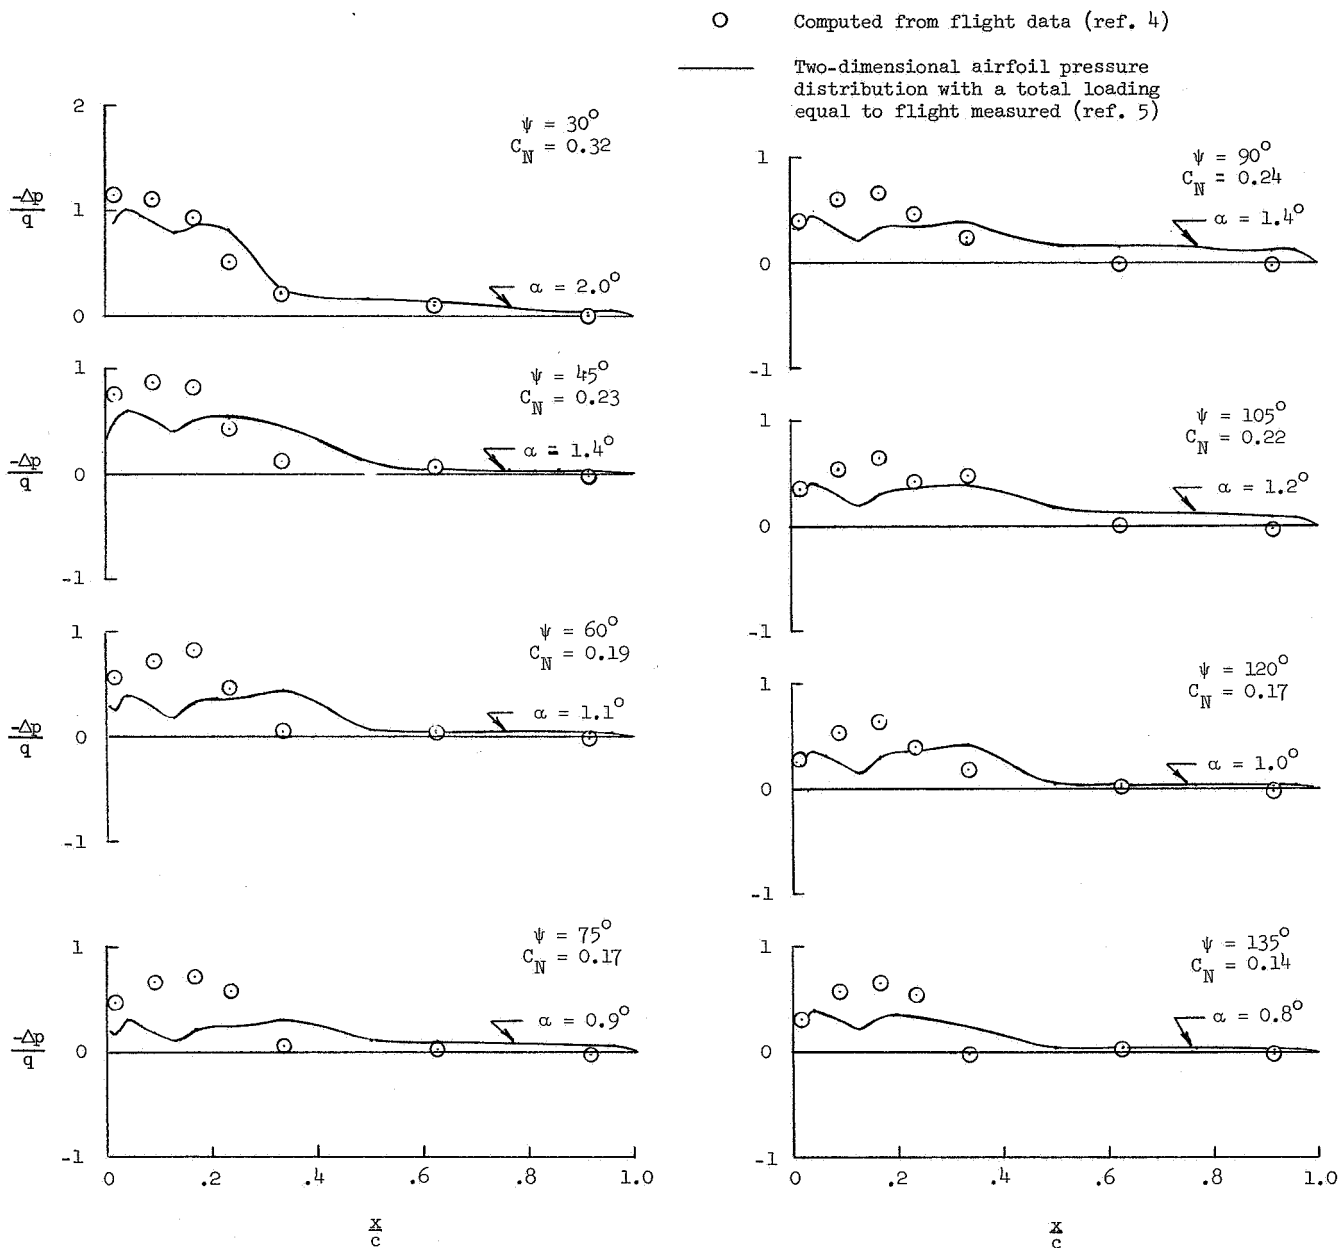 Computed from flight data (ref. 4)
Two-dimensional airfoil pressure
distribution with a total loading
equal to flight measured (ref. 5)
2
ψ = 30°
C_N = 0.32
-Δp
q
1
α = 2.0°
0
1
ψ = 45°
C_N = 0.23
-Δp
q
α = 1.4°
0
-1
1
ψ = 60°
C_N = 0.19
-Δp
q
α = 1.1°
0
-1
1
ψ = 75°
C_N = 0.17
-Δp
q
α = 0.9°
0
-1
0 .2 .4 .6 .8 1.0
x
c
1
ψ = 90°
C_N = 0.24
α = 1.4°
0
-1
1
ψ = 105°
C_N = 0.22
α = 1.2°
0
-1
1
ψ = 120°
C_N = 0.17
α = 1.0°
0
-1
1
ψ = 135°
C_N = 0.14
α = 0.8°
0
-1
0 .2 .4 .6 .8 1.0
x
c